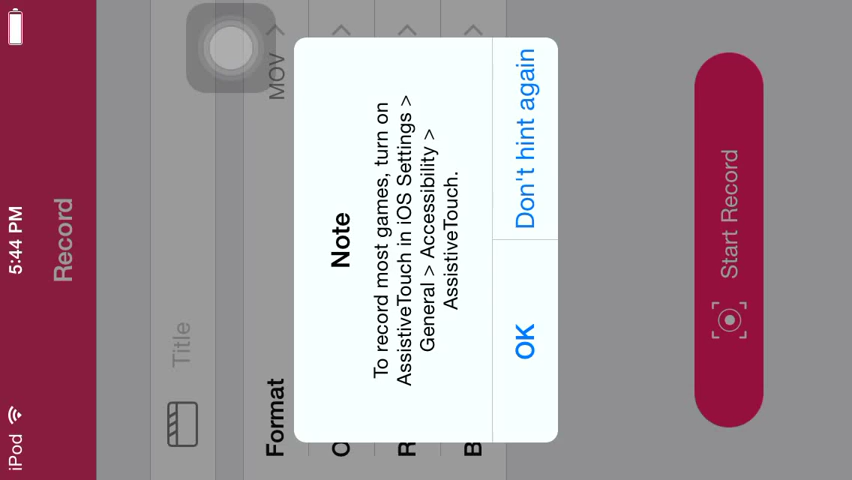 iPod 5:44 PM
Record
Title
Format MOV
O
R
B
Note
To record most games, turn on
AssistiveTouch in iOS Settings >
General > Accessibility >
AssistiveTouch.
OK Don't hint again
Start Record